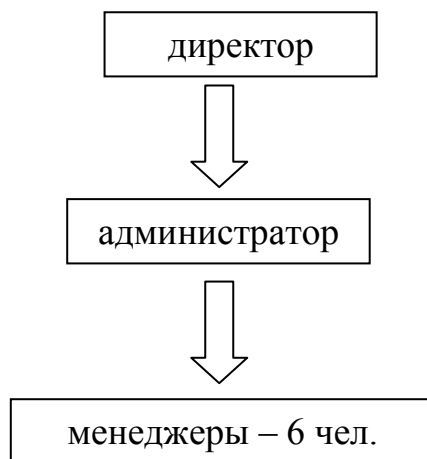 директор
администратор
менеджеры – 6 чел.